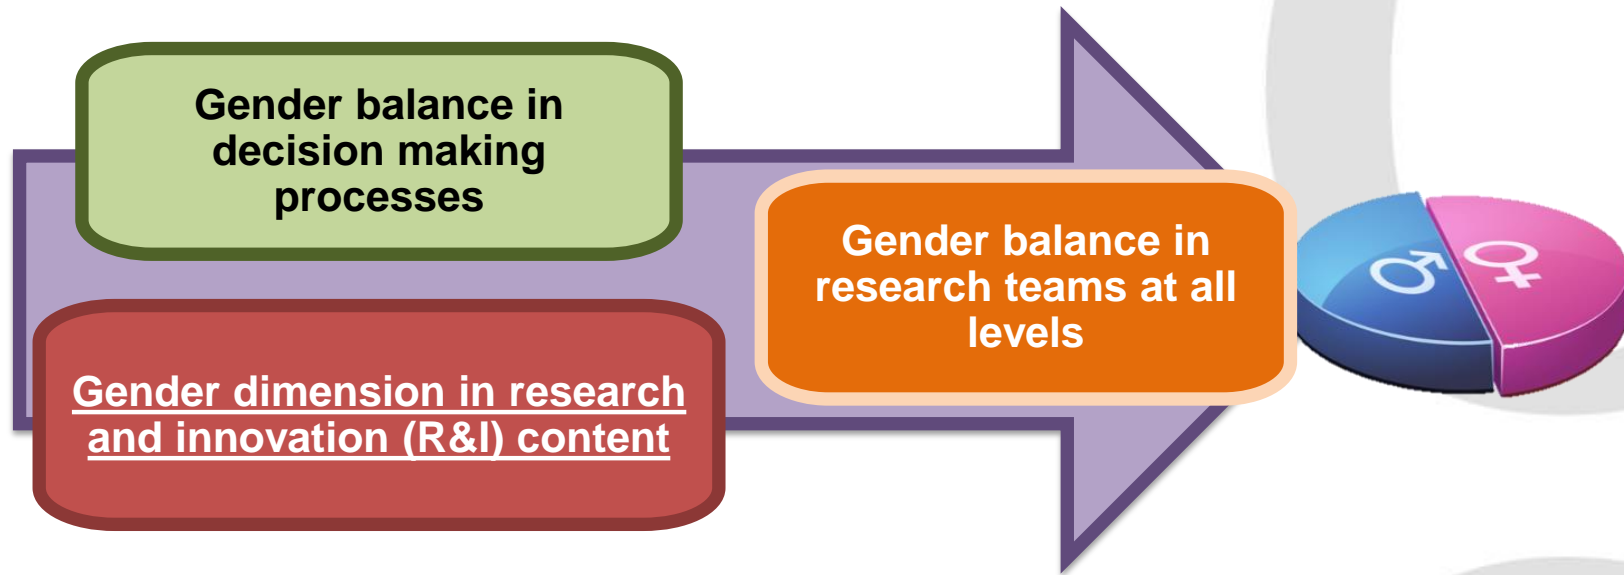 Gender balance in
decision making
processes
Gender balance in
research teams at all
levels
Gender dimension in research
and innovation (R&I) content